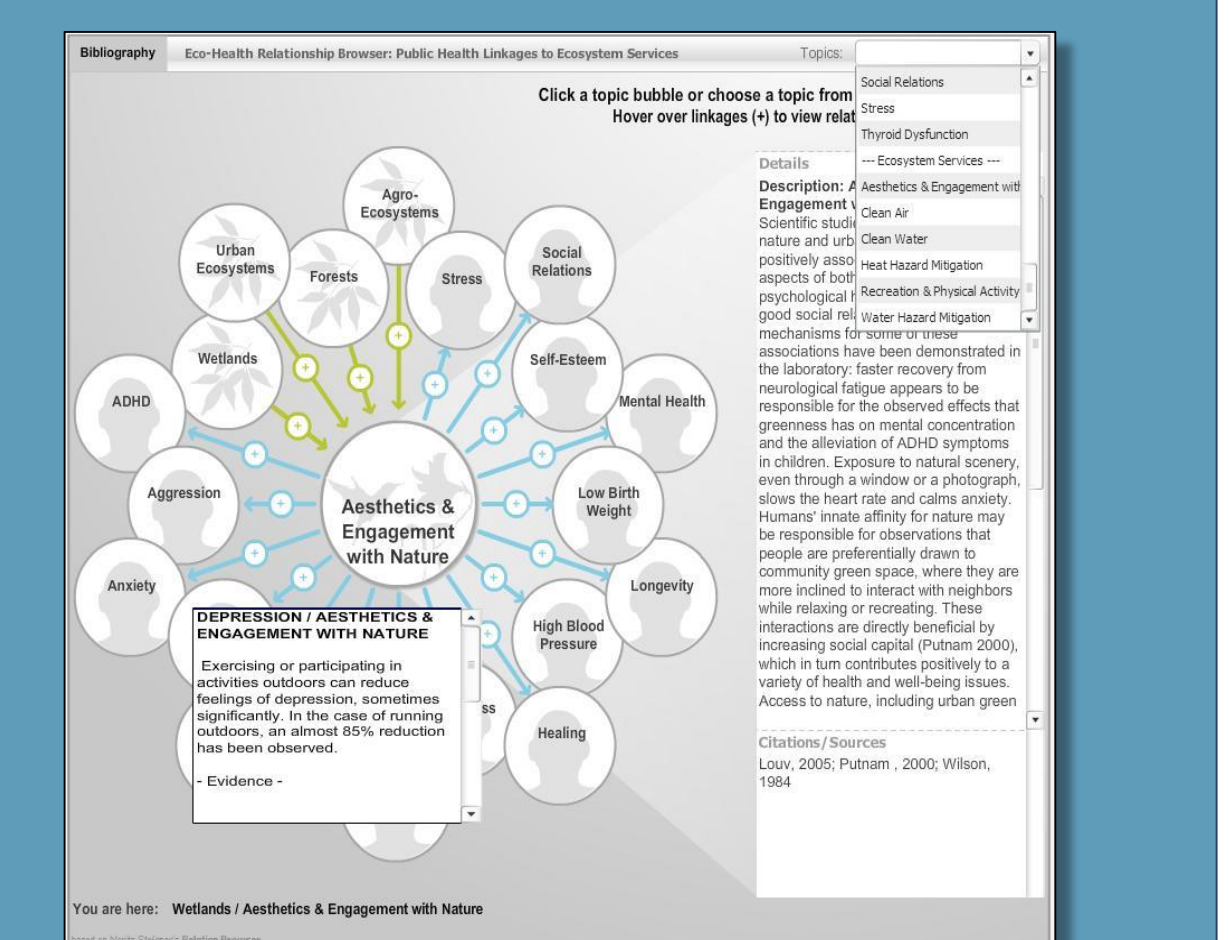 Bibliography
Eco-Health Relationship Browser: Public Health Linkages to Ecosystem Services
Topics:
Click a topic bubble or choose a topic from
Hover over linkages (+) to view relat
Social Relations
Stress
Thyroid Dysfunction
--- Ecosystem Services ---
Aesthetics & Engagement with
Clean Air
Clean Water
Heat Hazard Mitigation
Recreation & Physical Activity
Water Hazard Mitigation
Agro-
Ecosystems
Urban
Ecosystems
Forests
Stress
Social
Relations
Wetlands
Self-Esteem
ADHD
Mental Health
Aggression
Low Birth
Weight
Aesthetics &
Engagement
with Nature
Anxiety
Longevity
High Blood
Pressure
ss
Healing
DEPRESSION / AESTHETICS &
ENGAGEMENT WITH NATURE
Exercising or participating in
activities outdoors can reduce
feelings of depression, sometimes
significantly. In the case of running
outdoors, an almost 85% reduction
has been observed.
- Evidence -
Details
Description: A
Engagement
Scientific studi
nature and urb
positively asso
aspects of both
psychological
good social rel
mechanisms for some of these
associations have been demonstrated in
the laboratory: faster recovery from
neurological fatigue appears to be
responsible for the observed effects that
greenness has on mental concentration
and the alleviation of ADHD symptoms
in children. Exposure to natural scenery,
even through a window or a photograph,
slows the heart rate and calms anxiety.
Humans' innate affinity for nature may
be responsible for observations that
people are preferentially drawn to
community green space, where they are
more inclined to interact with neighbors
while relaxing or recreating. These
interactions are directly beneficial by
increasing social capital (Putnam 2000),
which in turn contributes positively to a
variety of health and well-being issues.
Access to nature, including urban green
Citations/Sources
Louv, 2005; Putnam , 2000; Wilson,
1984
You are here: Wetlands / Aesthetics & Engagement with Nature